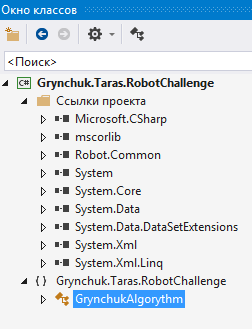 Окно классов
<Поиск>
C# Grynchuk.Taras.RobotChallenge
Ссылки проекта
Microsoft.CSharp
mscorlib
Robot.Common
System
System.Core
System.Data
System.Data.DataSetExtensions
System.Xml
System.Xml.Linq
{ } Grynchuk.Taras.RobotChallenge
GrynchukAlgorythm